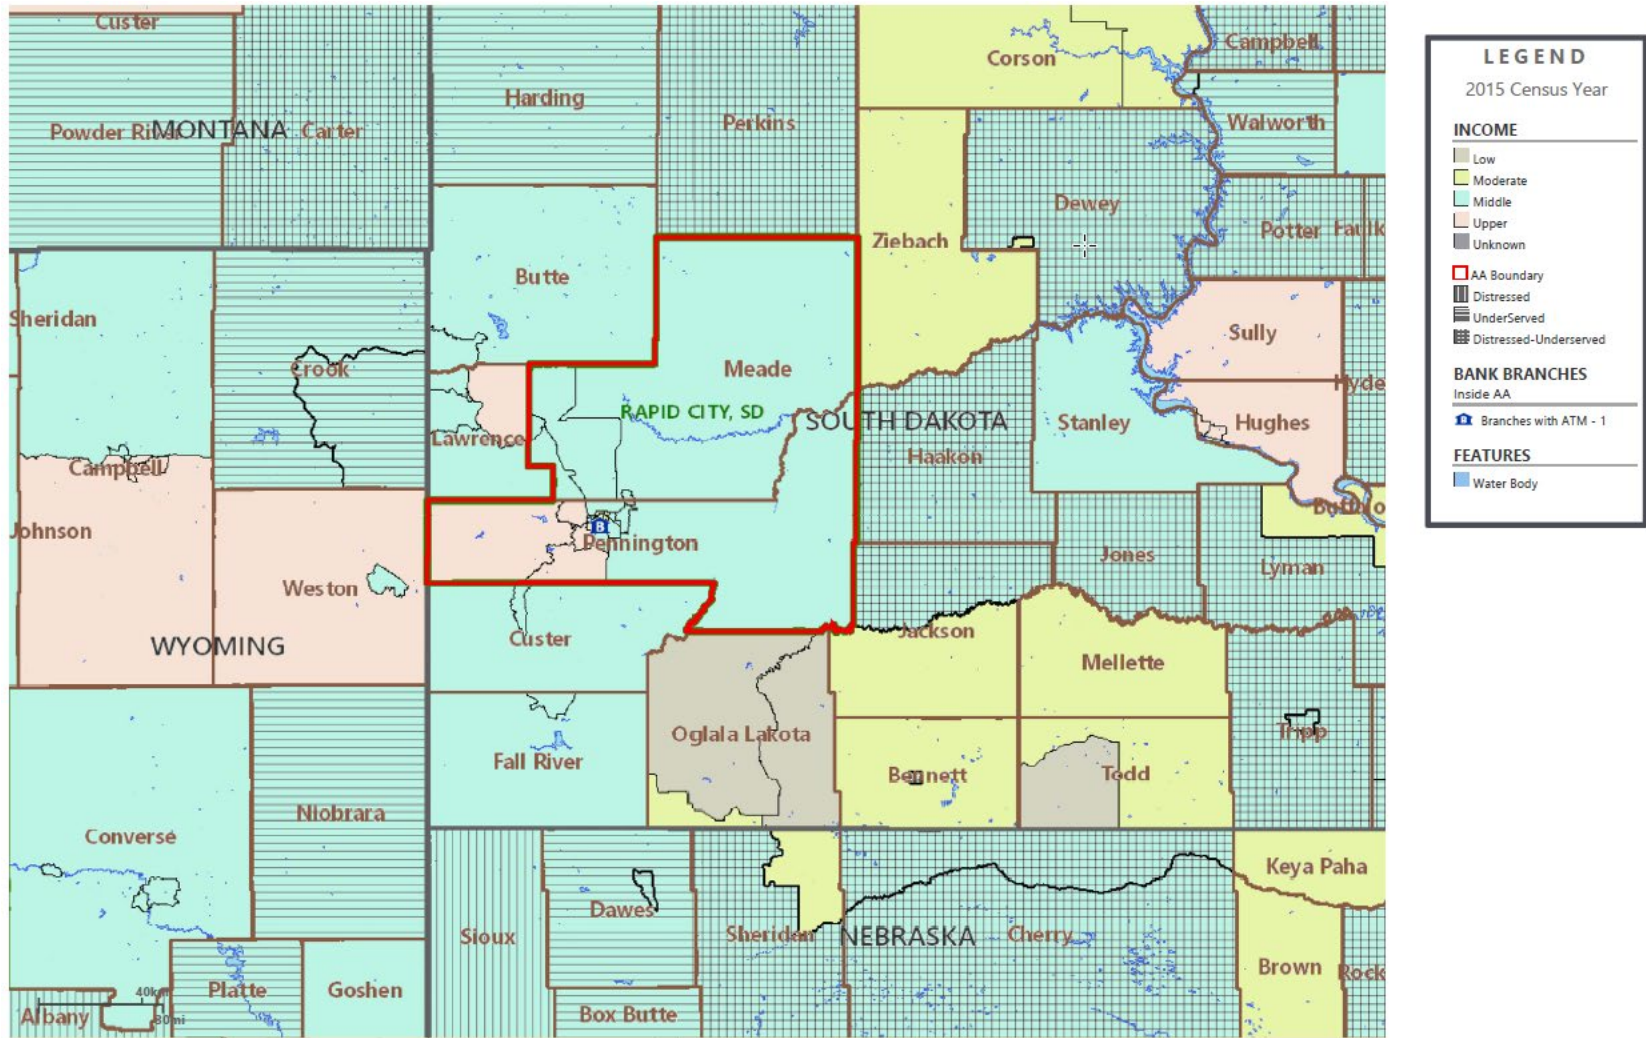 Custer
Harding
Corson
Campbell
Powder River
MONTANA
Carter
Perkins
Walworth
Dewey
Ziebach
Potter
Faulk
Butte
Sheridan
Sully
Crook
Meade
Hyde
RAPID CITY, SD
SOUTH DAKOTA
Stanley
Hughes
Lawrence
Haakon
Campbell
Johnson
Buffalo
B
Pennington
Jones
Lyman
Weston
Custer
Jackson
WYOMING
Mellette
Oglala Lakota
Tripp
Fall River
Bennett
Todd
Niobrara
Converse
Keya Paha
Dawes
Sioux
Sheridan
NEBRASKA
Cherry
Brown
Rock
Platte
Goshen
40km
Albany
80mi
Box Butte
LEGEND
2015 Census Year
INCOME
Low
Moderate
Middle
Upper
Unknown
AA Boundary
Distressed
UnderServed
Distressed-Underserved
BANK BRANCHES
Inside AA
B Branches with ATM - 1
FEATURES
Water Body